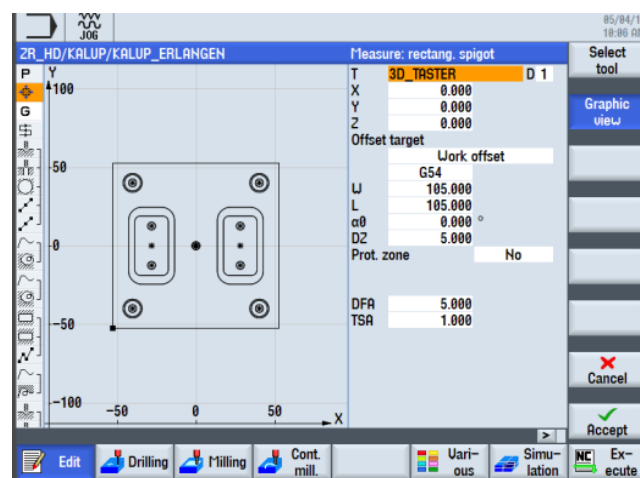 JOG
05/04/1
10:06 A
ZR_HD/KALUP/KALUP_ERLANGEN
Measure: rectang. spigot
Select
tool
P
Y
100
G
50
0
-50
-100
-50
0
50
X
T
3D_TASTER
D 1
X
0.000
Y
0.000
Z
0.000
Offset target
Work offset
G54
W
105.000
L
105.000
α0
0.000 °
DZ
5.000
Prot. zone
No
DFA
5.000
TSA
1.000
Graphic
view
Cancel
Accept
>
Edit
Drilling
Milling
Cont.
mill.
Vari-
ous
Simu-
lation
NC
Ex-
ecute